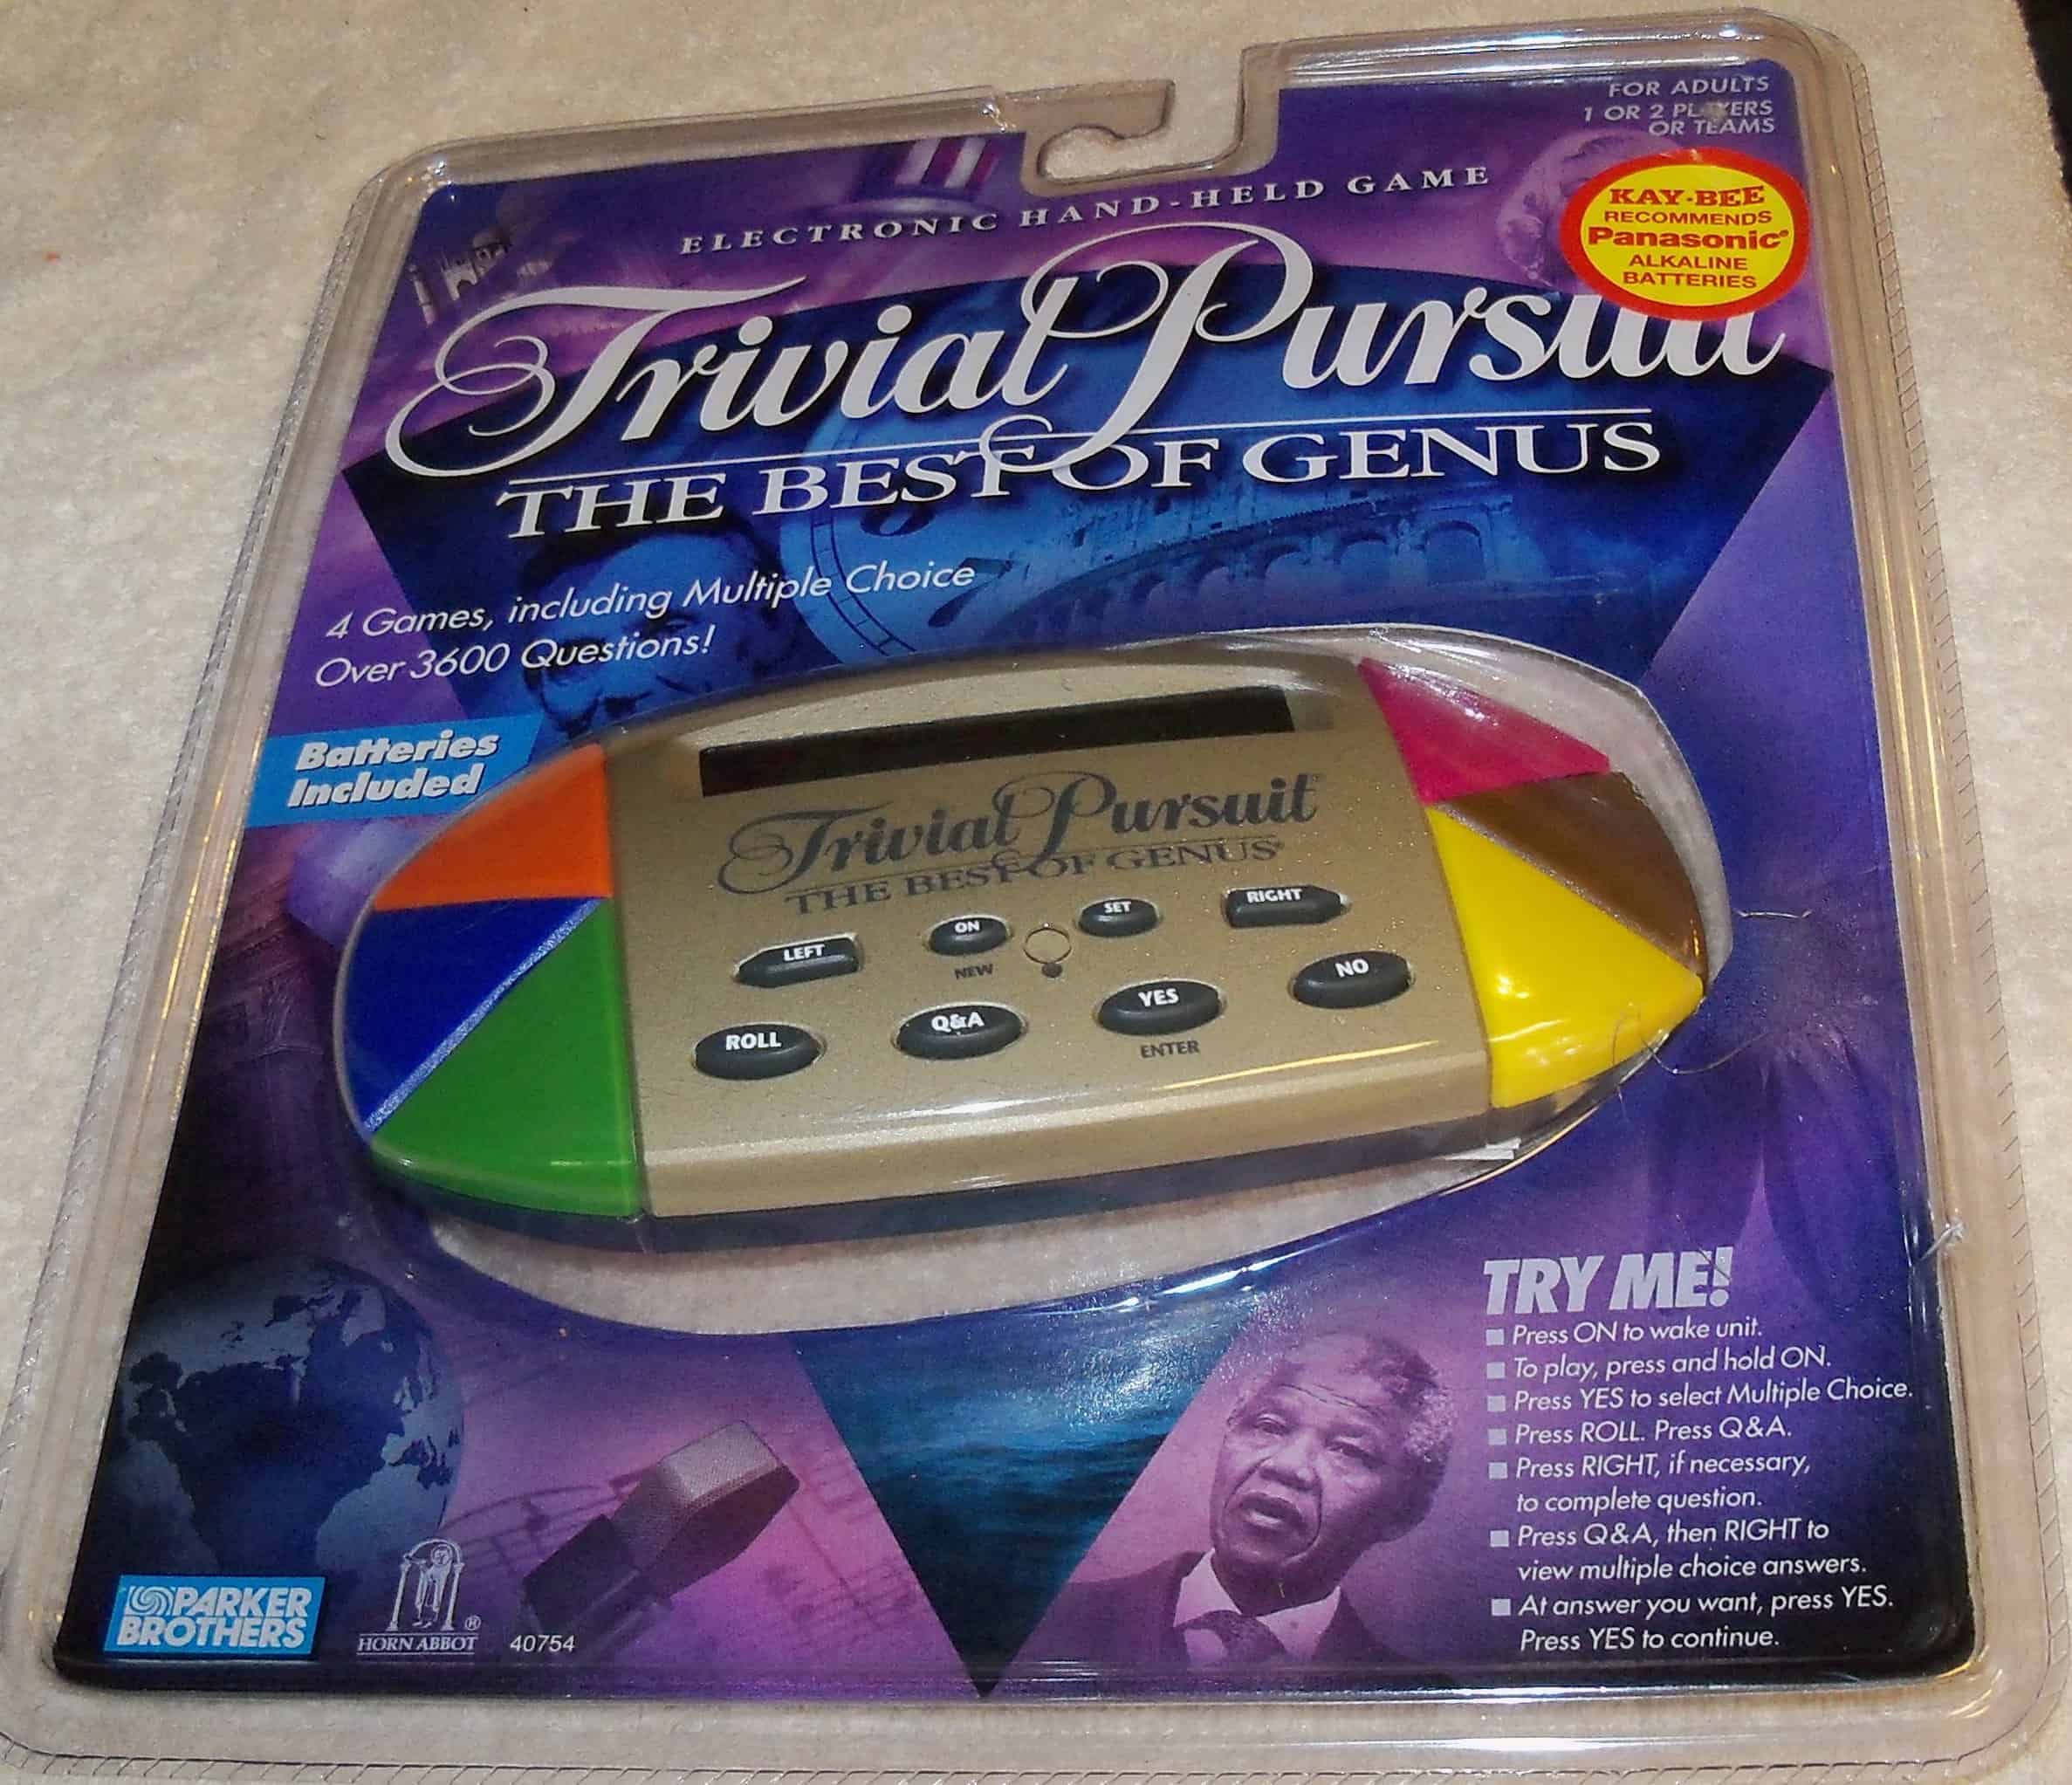 FOR ADULTS
1 OR 2 PLAYERS
OR TEAMS
ELECTRONIC HAND-HELD GAME
KAY-BEE
RECOMMENDS
Panasonic®
ALKALINE
BATTERIES
Trivial Pursuit
THE BEST OF GENUS
4 Games, including Multiple Choice
Over 3600 Questions!
Batteries
Included
Trivial Pursuit®
THE BEST OF GENUS®
LEFT
ON
SET
RIGHT
NEW
ROLL
Q&A
YES
NO
ENTER
TRY ME!
Press ON to wake unit.
To play, press and hold ON.
Press YES to select Multiple Choice.
Press ROLL. Press Q&A.
Press RIGHT, if necessary,
to complete question.
Press Q&A, then RIGHT to
view multiple choice answers.
At answer you want, press YES.
Press YES to continue.
PARKER
BROTHERS
HORN ABBOT ®
40754